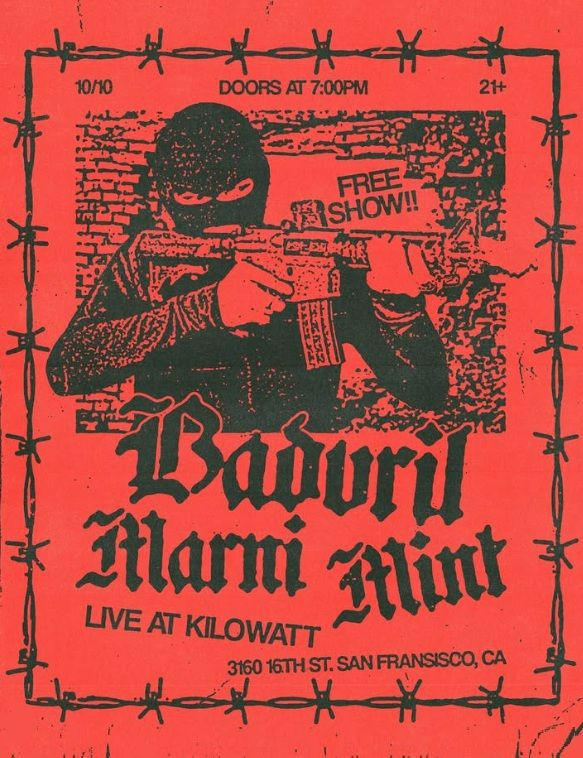 10/10 DOORS AT 7:00PM 21+
FREE
SHOW!!
Badvril
Marni Mint
LIVE AT KILOWATT
3160 16TH ST. SAN FRANSISCO, CA